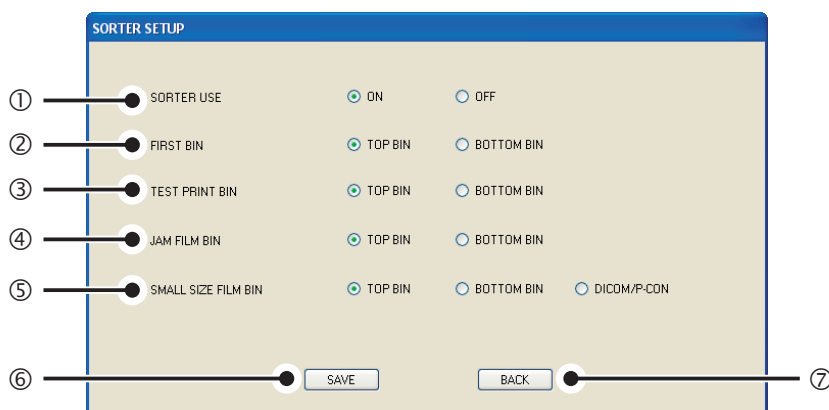 SORTER SETUP
① SORTER USE ON OFF
② FIRST BIN TOP BIN BOTTOM BIN
③ TEST PRINT BIN TOP BIN BOTTOM BIN
④ JAM FILM BIN TOP BIN BOTTOM BIN
⑤ SMALL SIZE FILM BIN TOP BIN BOTTOM BIN DICOM/P-CON
⑥ SAVE BACK ⑦